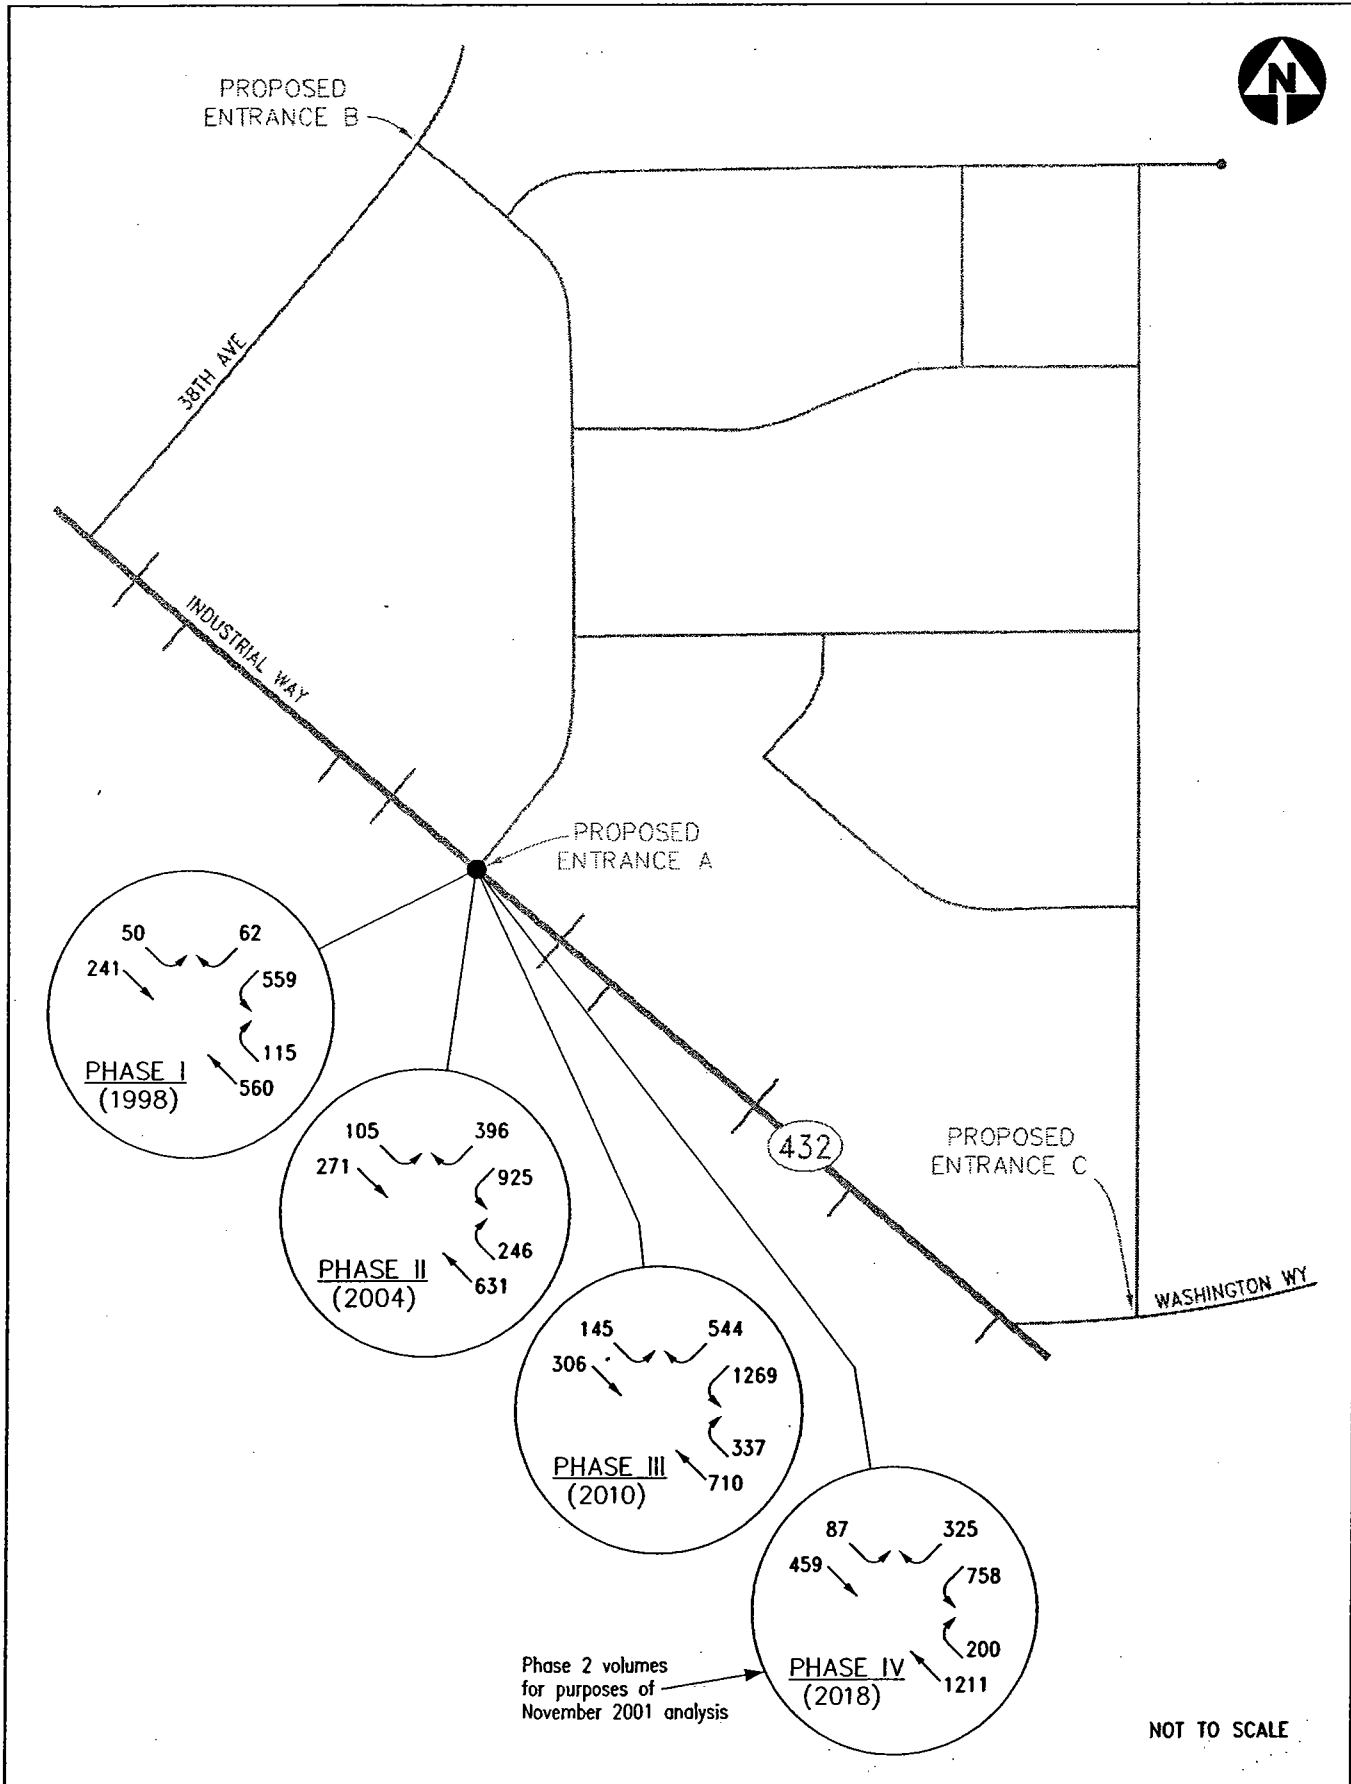 PROPOSED
ENTRANCE B
N
38TH AVE
INDUSTRIAL WAY
PROPOSED
ENTRANCE A
50
62
241
559
115
560
PHASE I
(1998)
105
396
271
925
246
631
PHASE II
(2004)
432
PROPOSED
ENTRANCE C
WASHINGTON WY
145
544
306
1269
337
710
PHASE III
(2010)
87
325
459
758
200
1211
PHASE IV
(2018)
Phase 2 volumes
for purposes of
November 2001 analysis
NOT TO SCALE